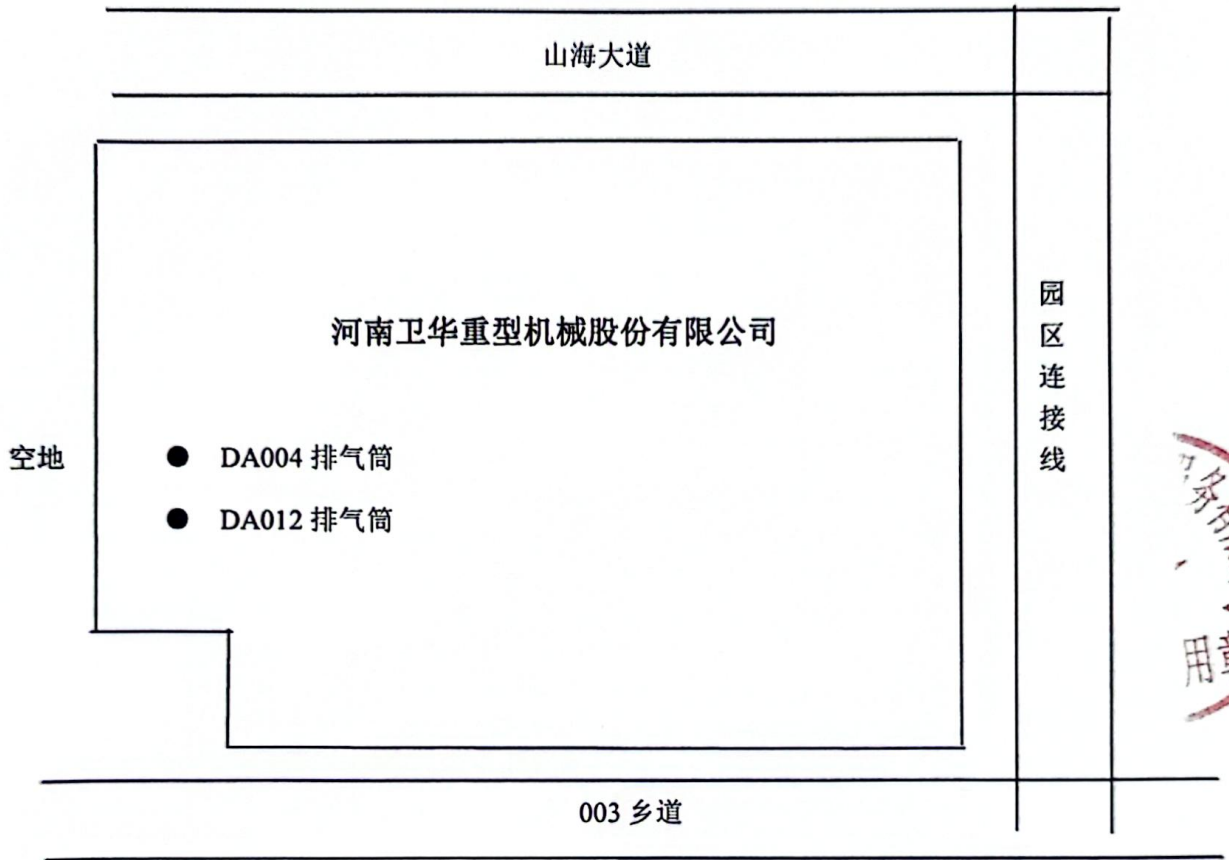 山海大道
河南卫华重型机械股份有限公司
园区连接线
空地
DA004 排气筒
DA012 排气筒
用章
003 乡道